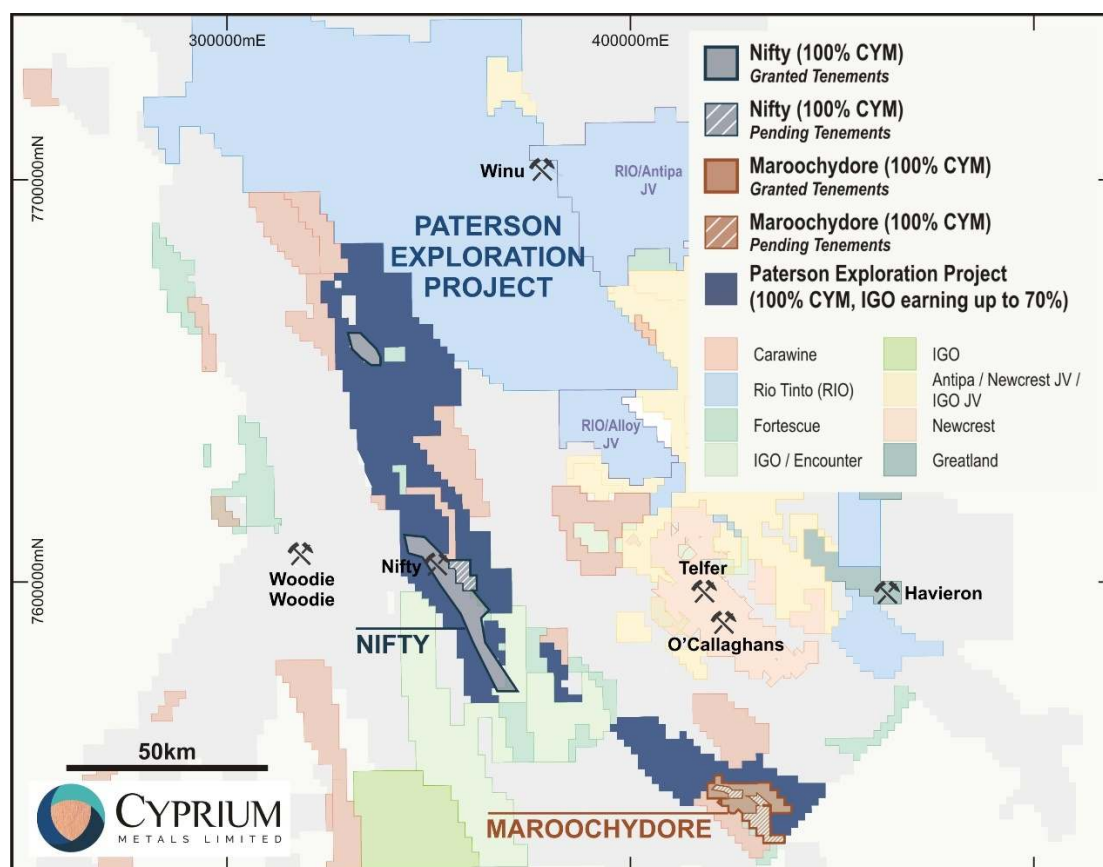 300000mE
400000mE
7700000mN
7600000mN
Winu
RIO/Antipa
JV
PATERSON
EXPLORATION
PROJECT
RIO/Alloy
JV
Nifty
Woodie
Woodie
NIFTY
Telfer
O'Callaghans
Havieron
MAROOCHYDORE
Nifty (100% CYM)
Granted Tenements
Nifty (100% CYM)
Pending Tenements
Maroochydore (100% CYM)
Granted Tenements
Maroochydore (100% CYM)
Pending Tenements
Paterson Exploration Project
(100% CYM, IGO earning up to 70%)
Carawine
Rio Tinto (RIO)
Fortescue
IGO / Encounter
IGO
Antipa / Newcrest JV /
IGO JV
Newcrest
Greatland
50km
CYPRIUM
METALS LIMITED